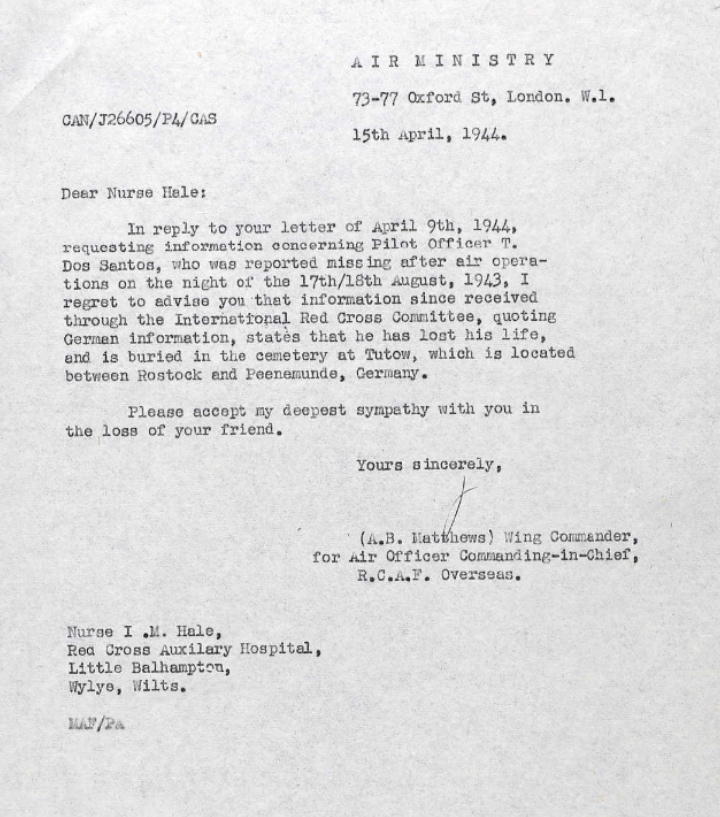 AIR MINISTRY
73-77 Oxford St, London. W.1.
CAN/J26605/P4/CAS
15th April, 1944.
Dear Nurse Hale:
In reply to your letter of April 9th, 1944,
requesting information concerning Pilot Officer T.
Dos Santos, who was reported missing after air opera-
tions on the night of the 17th/18th August, 1943, I
regret to advise you that information since received
through the International Red Cross Committee, quoting
German information, states that he has lost his life,
and is buried in the cemetery at Tutow, which is located
between Rostock and Peenemunde, Germany.
Please accept my deepest sympathy with you in
the loss of your friend.
Yours sincerely,
(A.B. Matthews) Wing Commander,
for Air Officer Commanding-in-Chief,
R.C.A.F. Overseas.
Nurse I .M. Hale,
Red Cross Auxilary Hospital,
Little Balhampton,
Wylye, Wilts.
MAF/PA